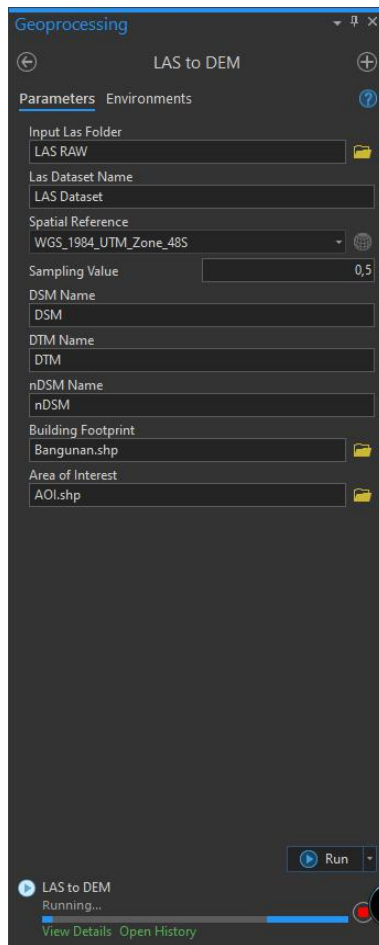 Geoprocessing
LAS to DEM
Parameters Environments
Input Las Folder
LAS RAW
Las Dataset Name
LAS Dataset
Spatial Reference
WGS_1984_UTM_Zone_48S
Sampling Value 0,5
DSM Name
DSM
DTM Name
DTM
nDSM Name
nDSM
Building Footprint
Bangunan.shp
Area of Interest
AOI.shp
Run
LAS to DEM
Running...
View Details Open History